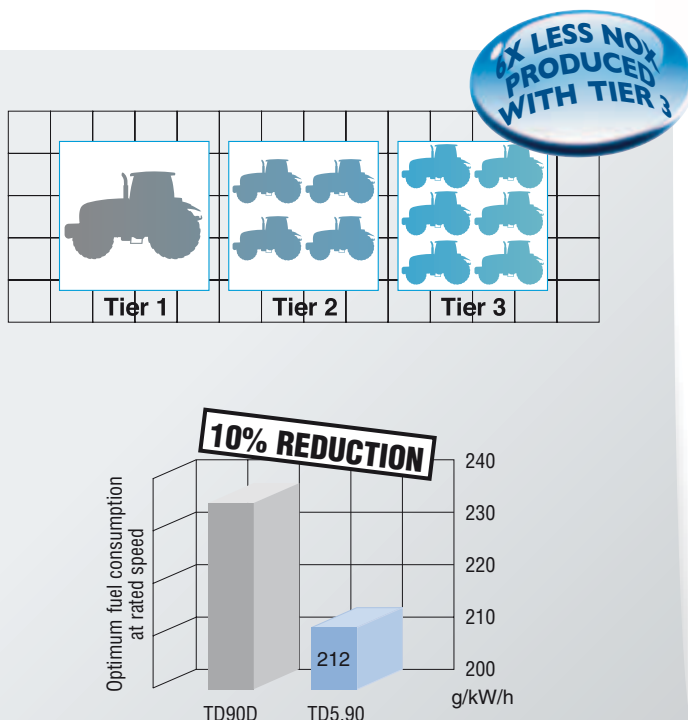 6X LESS NOX
PRODUCED
WITH TIER 3
Tier 1
Tier 2
Tier 3
10% REDUCTION
Optimum fuel consumption
at rated speed
240
230
220
210
200
g/kW/h
212
TD90D
TD5.90